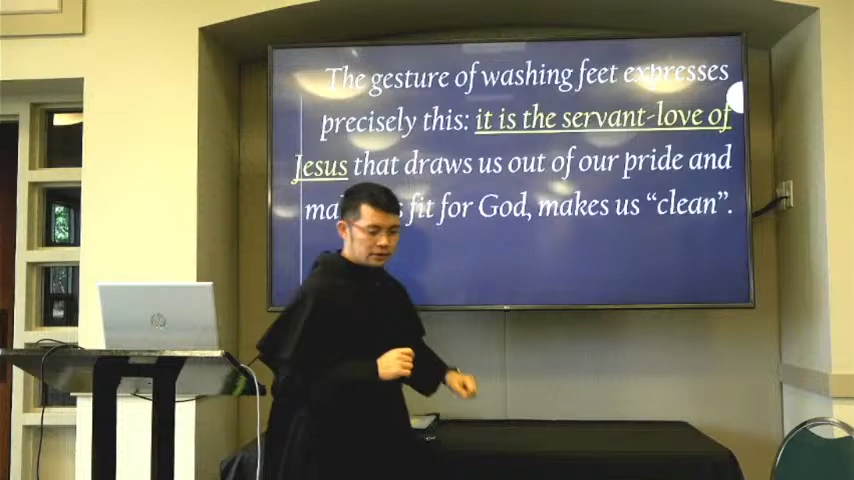 The gesture of washing feet expresses
precisely this: it is the servant-love of
Jesus that draws us out of our pride and
fit for God, makes us “clean”.
hp